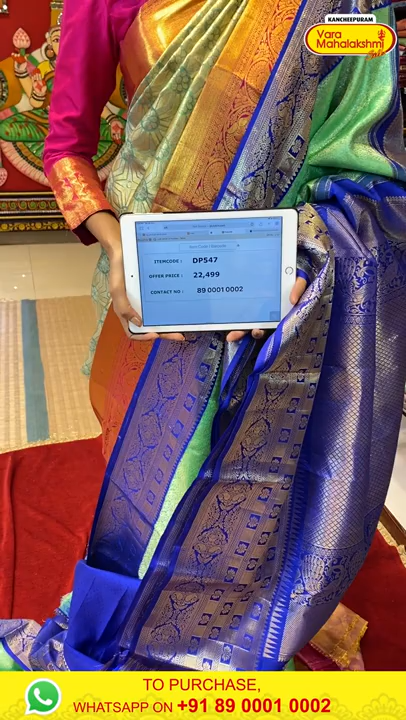 KANCHEEPURAM
Vara
Mahalakshmi
Silks
ITEMCODE : DP547
OFFER PRICE : 22,499
CONTACT NO : 89 0001 0002
TO PURCHASE,
WHATSAPP ON +91 89 0001 0002